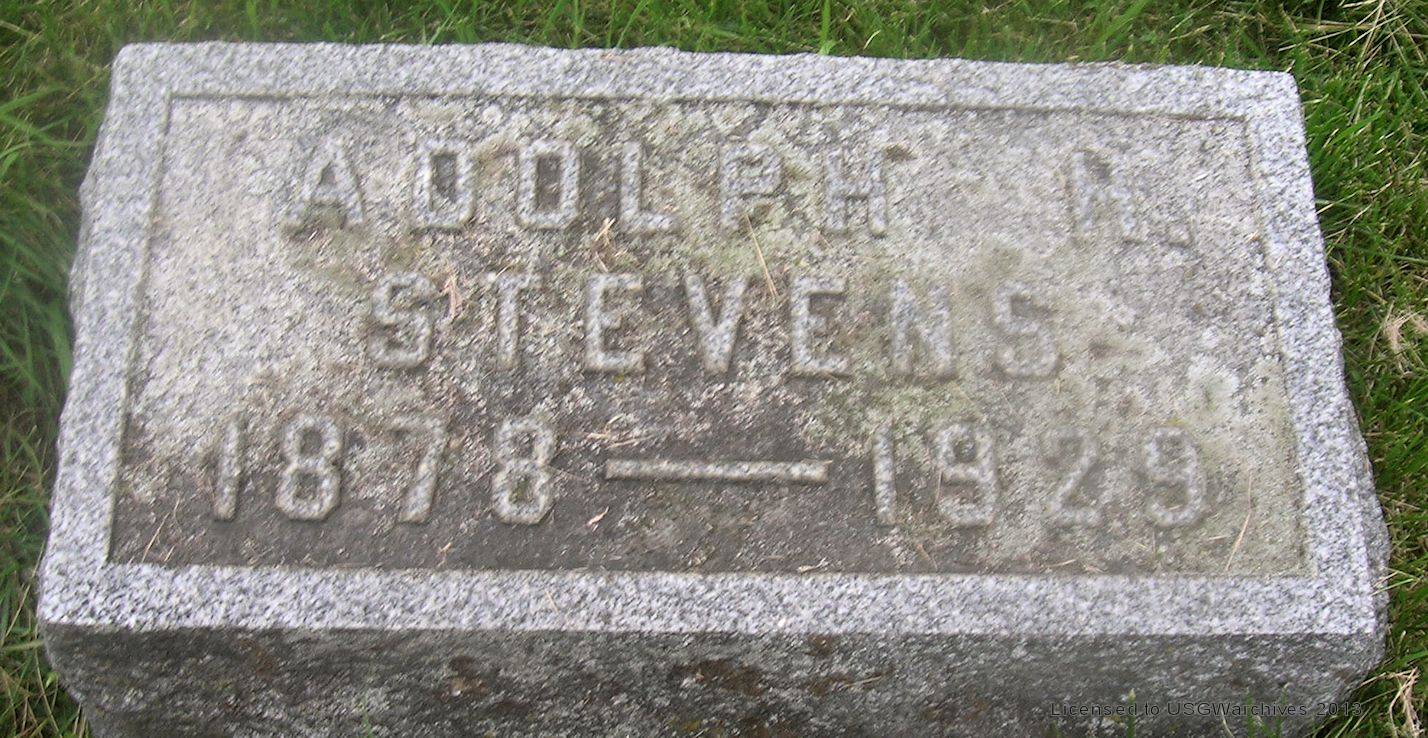 ADOLPH A.
STEVENS
1878 — 1929
Licensed to USGWarchives 2013